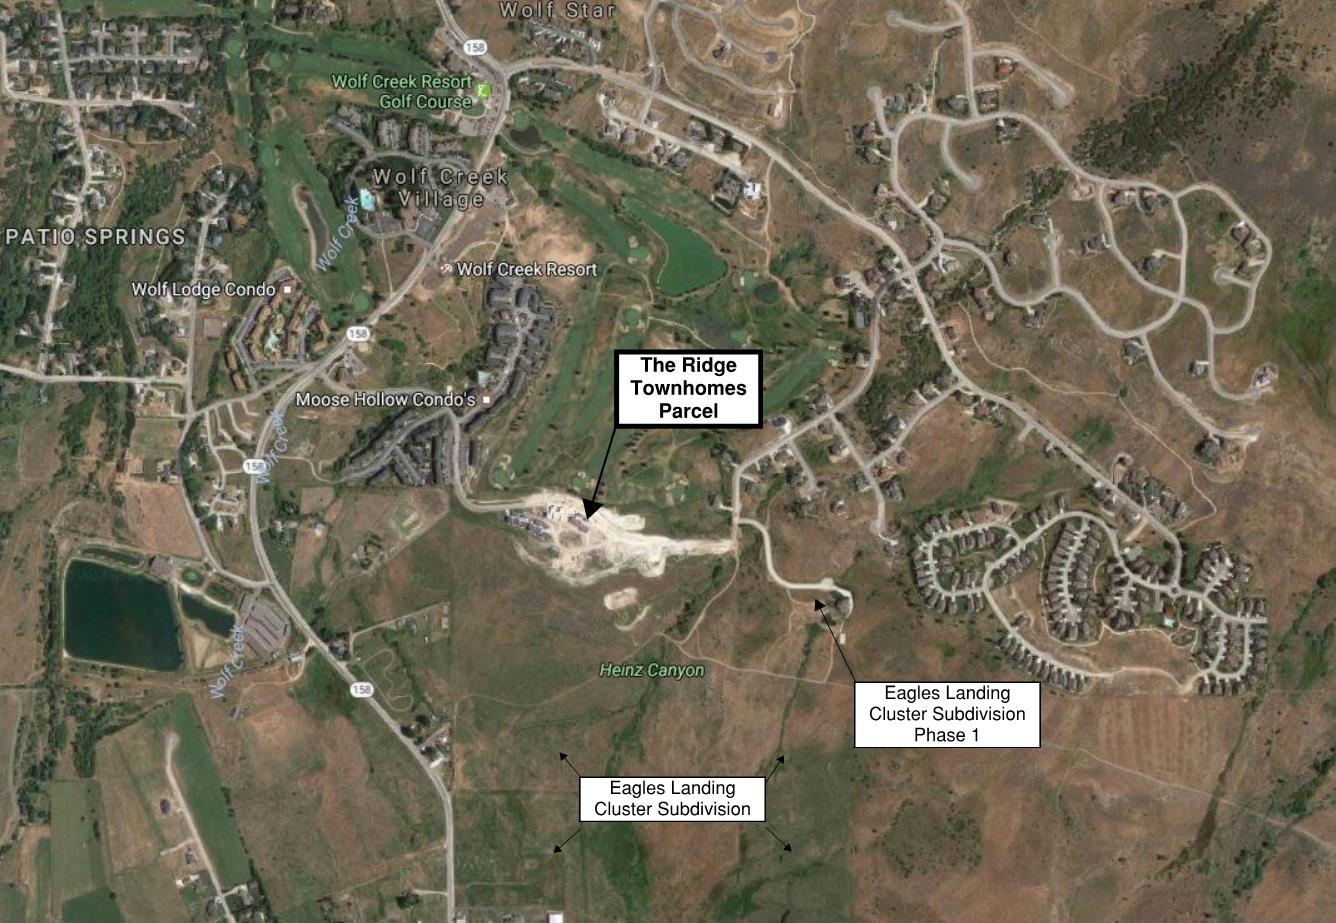 Wolf Star
158
Wolf Creek Resort
Golf Course
Wolf Creek
Village
Wolf Creek
PATIO SPRINGS
Wolf Creek Resort
Wolf Lodge Condo
158
The Ridge
Townhomes
Parcel
Moose Hollow Condo's
Wolf Creek
158
Wolf Creek
Heinz Canyon
158
Eagles Landing
Cluster Subdivision
Phase 1
Eagles Landing
Cluster Subdivision